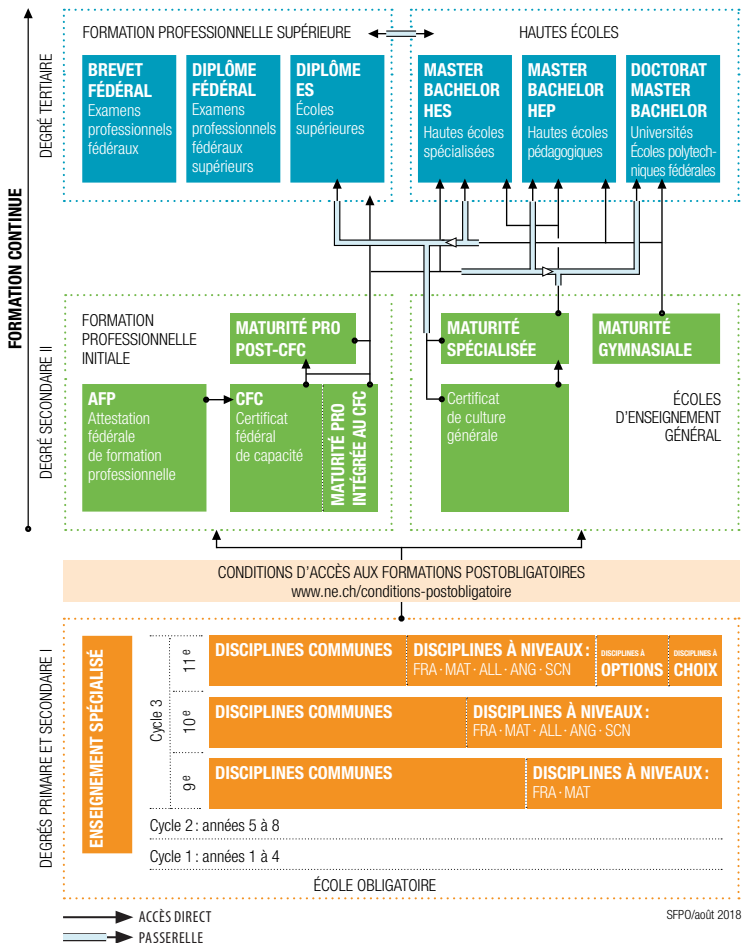 FORMATION CONTINUE
DEGRÉ TERTIAIRE
FORMATION PROFESSIONNELLE SUPÉRIEURE
HAUTES ÉCOLES
BREVET
FÉDÉRAL
Examens
professionnels
fédéraux
DIPLÔME
FÉDÉRAL
Examens
professionnels
fédéraux
supérieurs
DIPLÔME
ES
Écoles
supérieures
MASTER
BACHELOR
HES
Hautes écoles
spécialisées
MASTER
BACHELOR
HEP
Hautes écoles
pédagogiques
DOCTORAT
MASTER
BACHELOR
Universités
Écoles polytech-
niques fédérales
DEGRÉ SECONDAIRE II
FORMATION
PROFESSIONNELLE
INITIALE
MATURITÉ PRO
POST-CFC
MATURITÉ
SPÉCIALISÉE
MATURITÉ
GYMNASIALE
AFP
Attestation
fédérale
de formation
professionnelle
CFC
Certificat
fédéral
de capacité
MATURITÉ PRO
INTÉGRÉE AU CFC
Certificat
de culture
générale
ÉCOLES
D'ENSEIGNEMENT
GÉNÉRAL
CONDITIONS D'ACCÈS AUX FORMATIONS POSTOBLIGATOIRES
www.ne.ch/conditions-postobligatoire
DEGRÉS PRIMAIRE ET SECONDAIRE I
ENSEIGNEMENT SPÉCIALISÉ
Cycle 3
11e
DISCIPLINES COMMUNES
DISCIPLINES À NIVEAUX :
FRA · MAT · ALL · ANG · SCN
DISCIPLINES À
OPTIONS
DISCIPLINES À
CHOIX
10e
DISCIPLINES COMMUNES
DISCIPLINES À NIVEAUX :
FRA · MAT · ALL · ANG · SCN
9e
DISCIPLINES COMMUNES
DISCIPLINES À NIVEAUX :
FRA · MAT
Cycle 2 : années 5 à 8
Cycle 1 : années 1 à 4
ÉCOLE OBLIGATOIRE
ACCÈS DIRECT
PASSERELLE
SFPO/août 2018